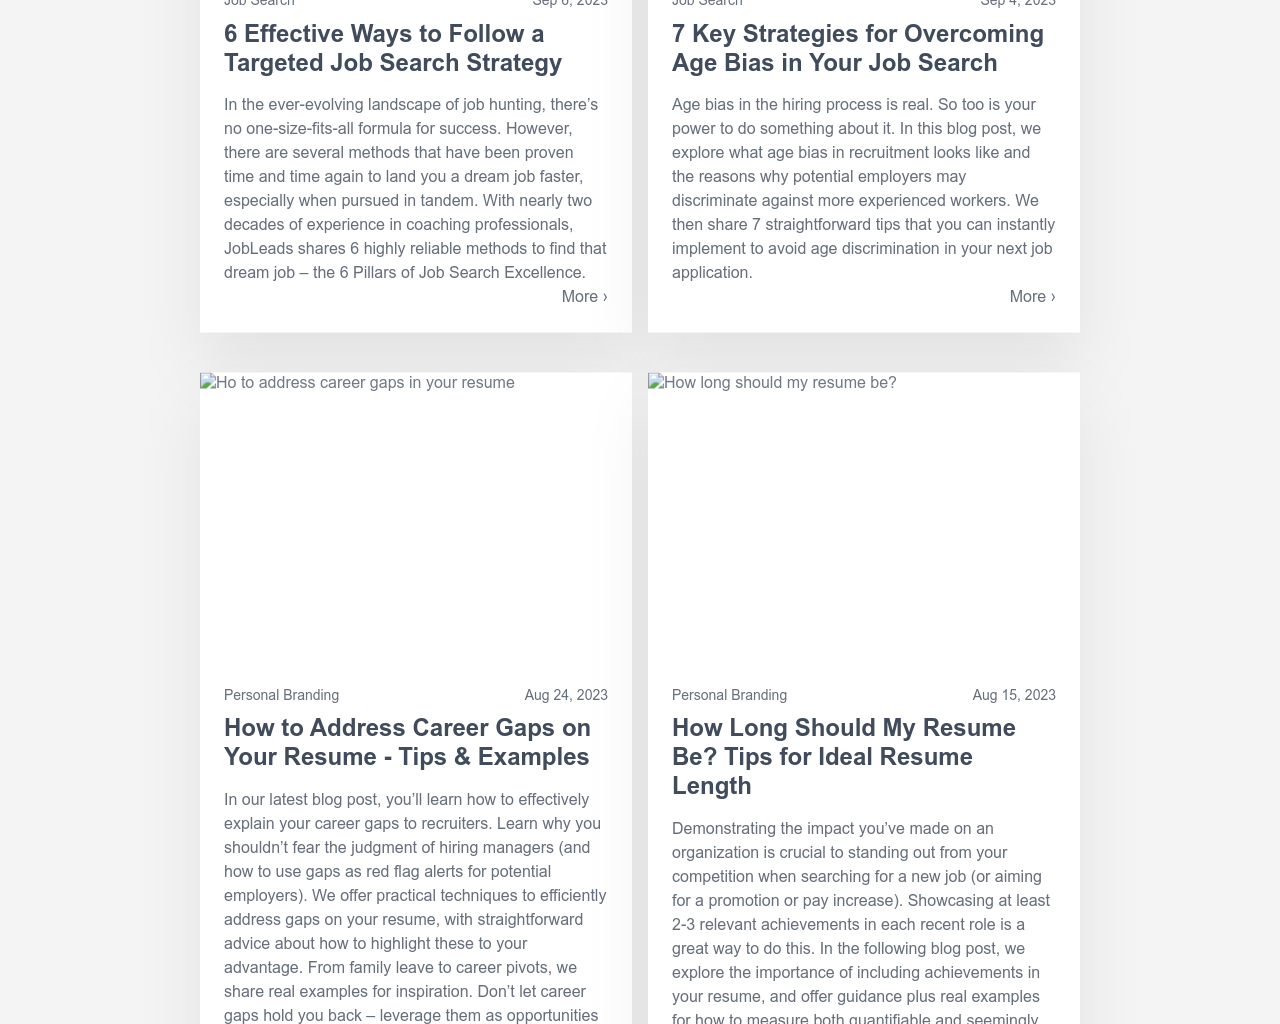 Job Search
Sep 6, 2023
6 Effective Ways to Follow a
Targeted Job Search Strategy
In the ever-evolving landscape of job hunting, there’s
no one-size-fits-all formula for success. However,
there are several methods that have been proven
time and time again to land you a dream job faster,
especially when pursued in tandem. With nearly two
decades of experience in coaching professionals,
JobLeads shares 6 highly reliable methods to find that
dream job – the 6 Pillars of Job Search Excellence.
More ›
Job Search
Sep 4, 2023
7 Key Strategies for Overcoming
Age Bias in Your Job Search
Age bias in the hiring process is real. So too is your
power to do something about it. In this blog post, we
explore what age bias in recruitment looks like and
the reasons why potential employers may
discriminate against more experienced workers. We
then share 7 straightforward tips that you can instantly
implement to avoid age discrimination in your next job
application.
More ›
Ho to address career gaps in your resume
Personal Branding
Aug 24, 2023
How to Address Career Gaps on
Your Resume - Tips & Examples
In our latest blog post, you’ll learn how to effectively
explain your career gaps to recruiters. Learn why you
shouldn’t fear the judgment of hiring managers (and
how to use gaps as red flag alerts for potential
employers). We offer practical techniques to efficiently
address gaps on your resume, with straightforward
advice about how to highlight these to your
advantage. From family leave to career pivots, we
share real examples for inspiration. Don’t let career
gaps hold you back – leverage them as opportunities
How long should my resume be?
Personal Branding
Aug 15, 2023
How Long Should My Resume
Be? Tips for Ideal Resume
Length
Demonstrating the impact you’ve made on an
organization is crucial to standing out from your
competition when searching for a new job (or aiming
for a promotion or pay increase). Showcasing at least
2-3 relevant achievements in each recent role is a
great way to do this. In the following blog post, we
explore the importance of including achievements in
your resume, and offer guidance plus real examples
for how to measure both quantifiable and seemingly